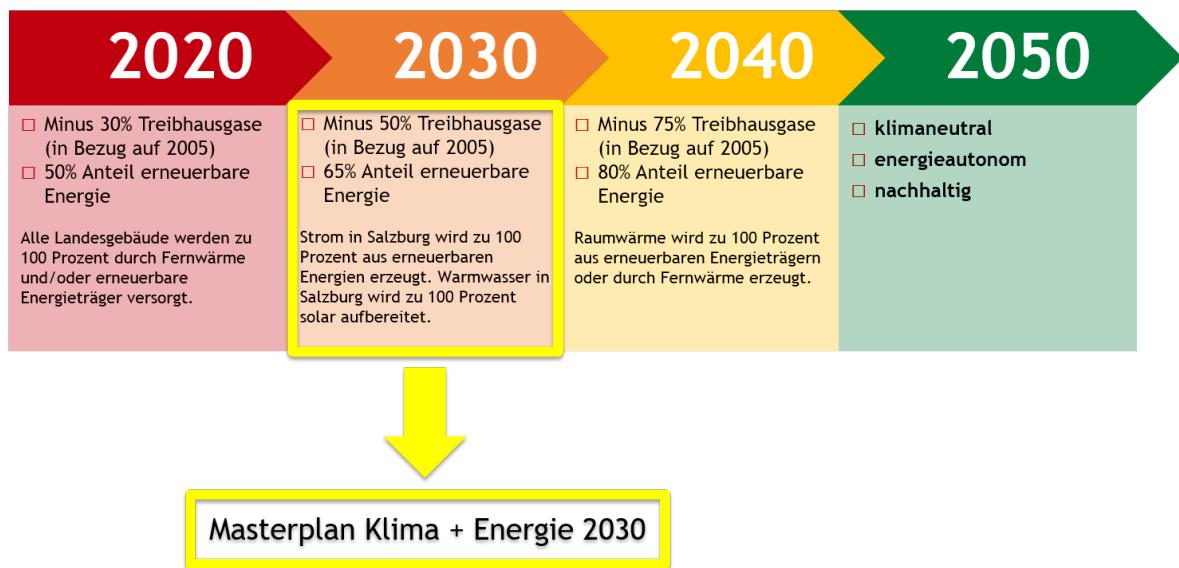 2020
2030
2040
2050
□ Minus 30% Treibhausgase
(in Bezug auf 2005)
□ 50% Anteil erneuerbare
Energie
Alle Landesgebäude werden zu
100 Prozent durch Fernwärme
und/oder erneuerbare
Energieträger versorgt.
□ Minus 50% Treibhausgase
(in Bezug auf 2005)
□ 65% Anteil erneuerbare
Energie
Strom in Salzburg wird zu 100
Prozent aus erneuerbaren
Energien erzeugt. Warmwasser in
Salzburg wird zu 100 Prozent
solar aufbereitet.
□ Minus 75% Treibhausgase
(in Bezug auf 2005)
□ 80% Anteil erneuerbare
Energie
Raumwärme wird zu 100 Prozent
aus erneuerbaren Energieträgern
oder durch Fernwärme erzeugt.
□ klimaneutral
□ energieautonom
□ nachhaltig
Masterplan Klima + Energie 2030